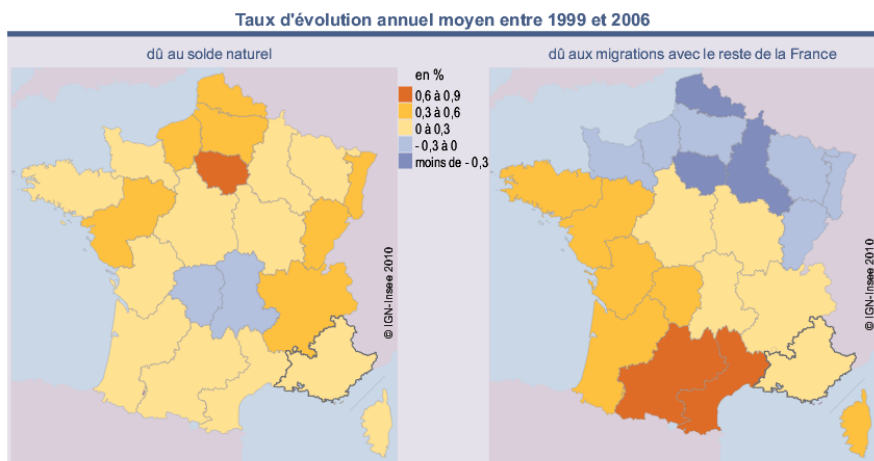 Taux d'évolution annuel moyen entre 1999 et 2006
dû au solde naturel
dû aux migrations avec le reste de la France
en %
0,6 à 0,9
0,3 à 0,6
0 à 0,3
- 0,3 à 0
moins de - 0,3
© IGN-Insee 2010
© IGN-Insee 2010